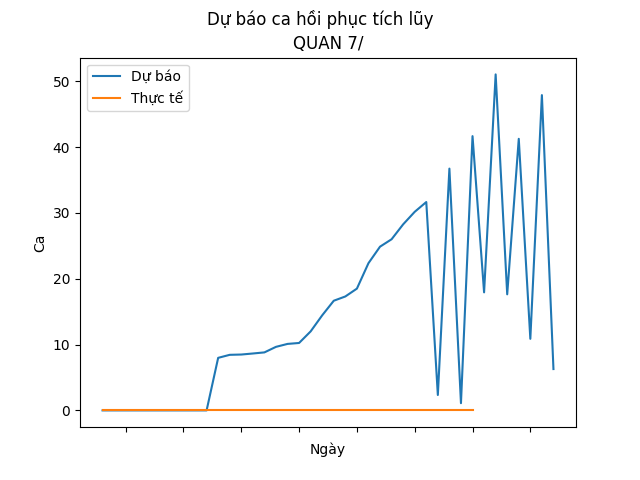 Dự báo ca hồi phục tích lũy
QUAN 7/
Dự báo
Thực tế
50
40
30
20
10
0
Ca
Ngày